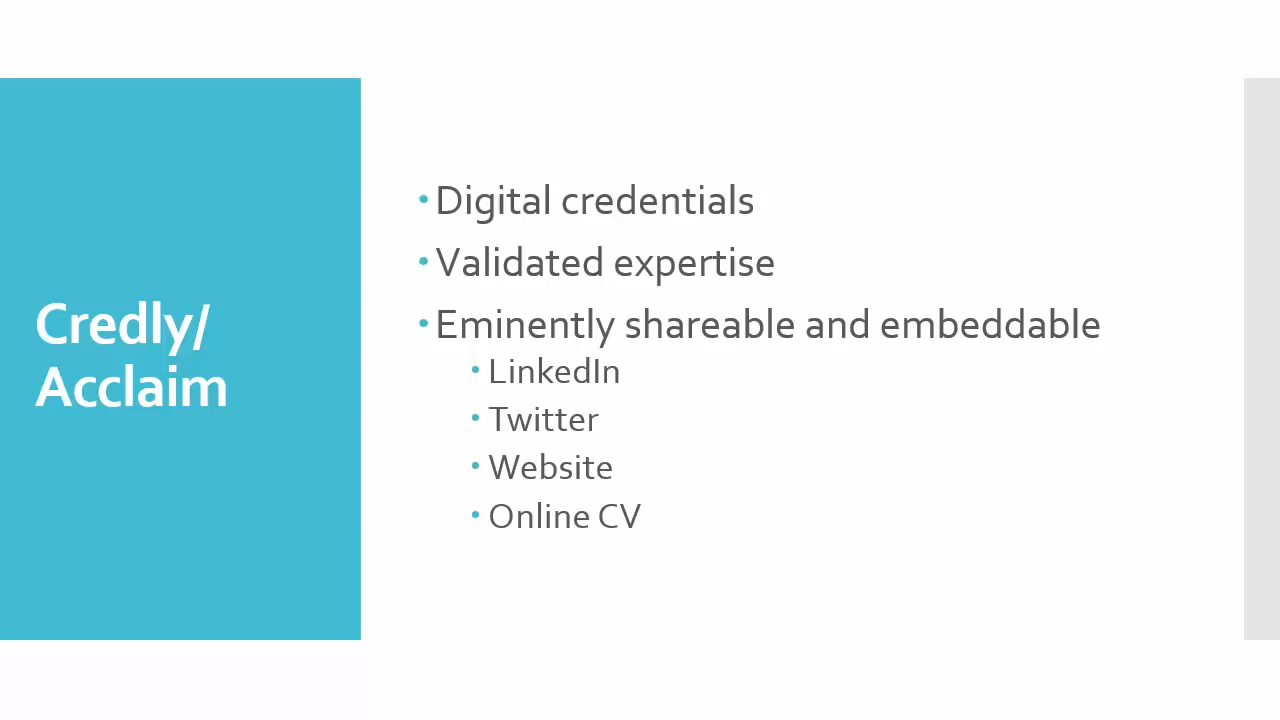 Credly/
Acclaim
• Digital credentials
• Validated expertise
• Eminently shareable and embeddable
• LinkedIn
• Twitter
• Website
• Online CV